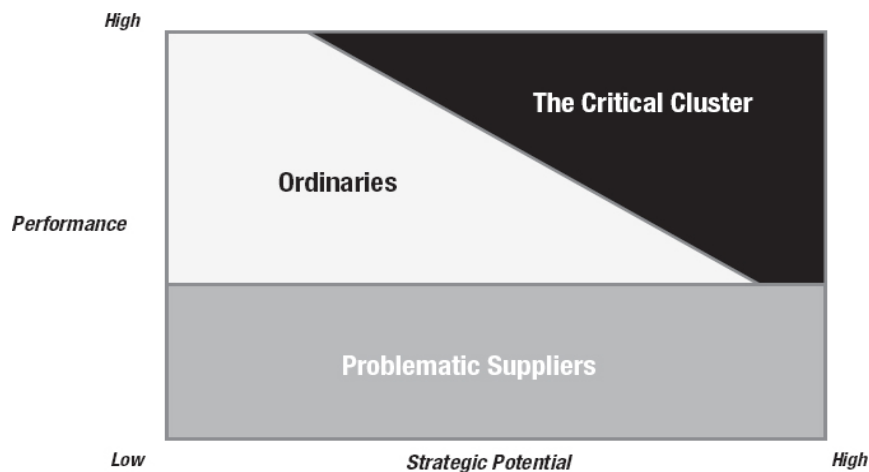 High
The Critical Cluster
Ordinaries
Performance
Problematic Suppliers
Low
Strategic Potential
High